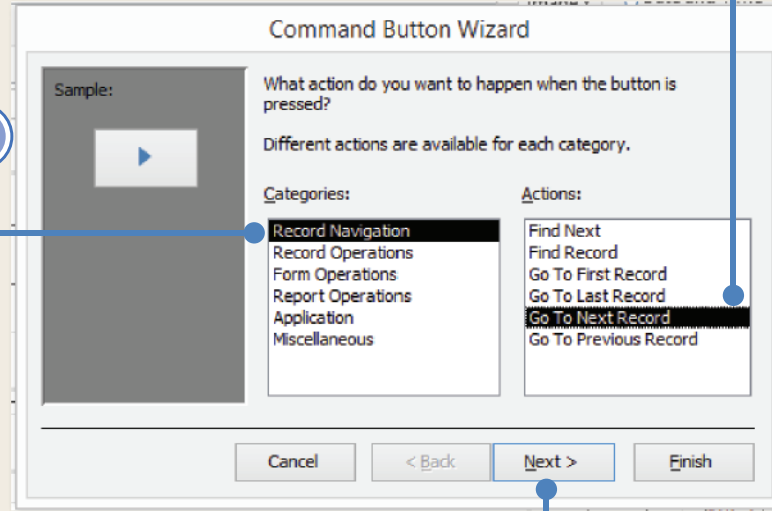 Command Button Wizard
Sample:
What action do you want to happen when the button is
pressed?
Different actions are available for each category.
Categories:
Actions:
Record Navigation
Record Operations
Form Operations
Report Operations
Application
Miscellaneous
Find Next
Find Record
Go To First Record
Go To Last Record
Go To Next Record
Go To Previous Record
Cancel
< Back
Next >
Finish